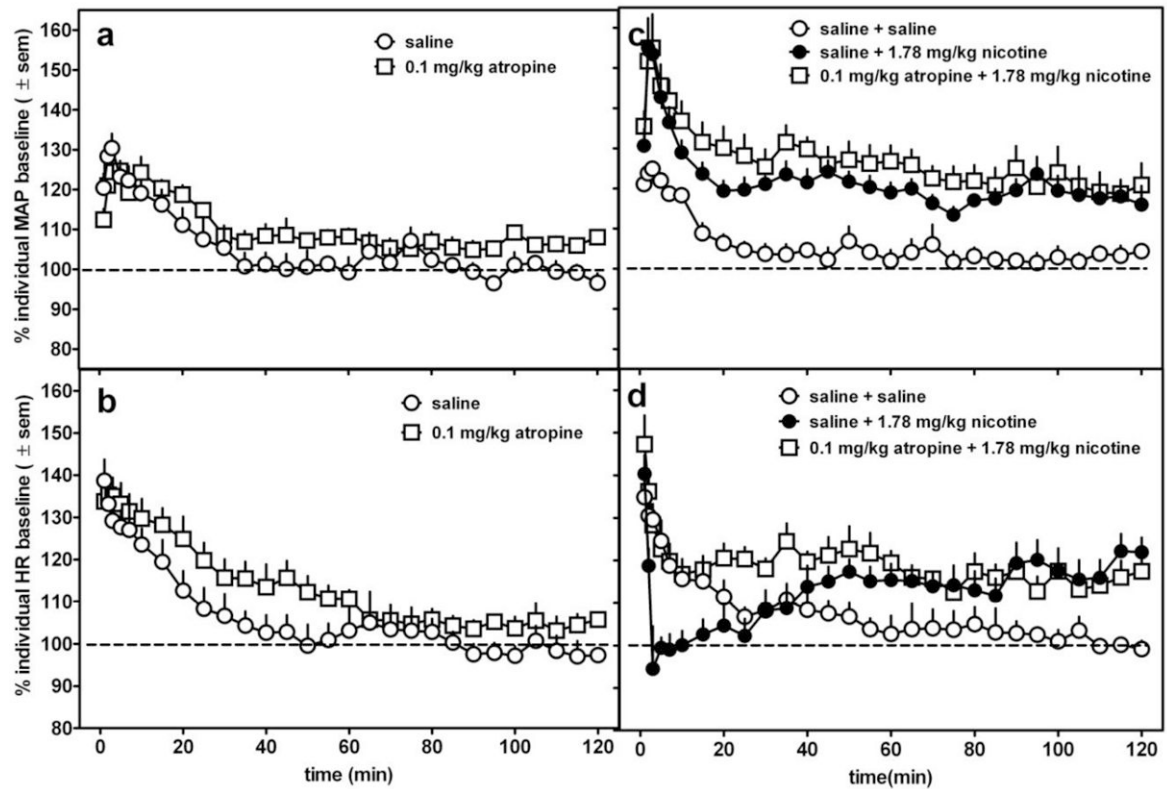 a
saline
0.1 mg/kg atropine
% individual MAP baseline ( ± sem)
160
150
140
130
120
110
100
90
80
c
saline + saline
saline + 1.78 mg/kg nicotine
0.1 mg/kg atropine + 1.78 mg/kg nicotine
b
saline
0.1 mg/kg atropine
% individual HR baseline ( ± sem)
160
150
140
130
120
110
100
90
80
0 20 40 60 80 100 120
time (min)
d
saline + saline
saline + 1.78 mg/kg nicotine
0.1 mg/kg atropine + 1.78 mg/kg nicotine
0 20 40 60 80 100 120
time(min)